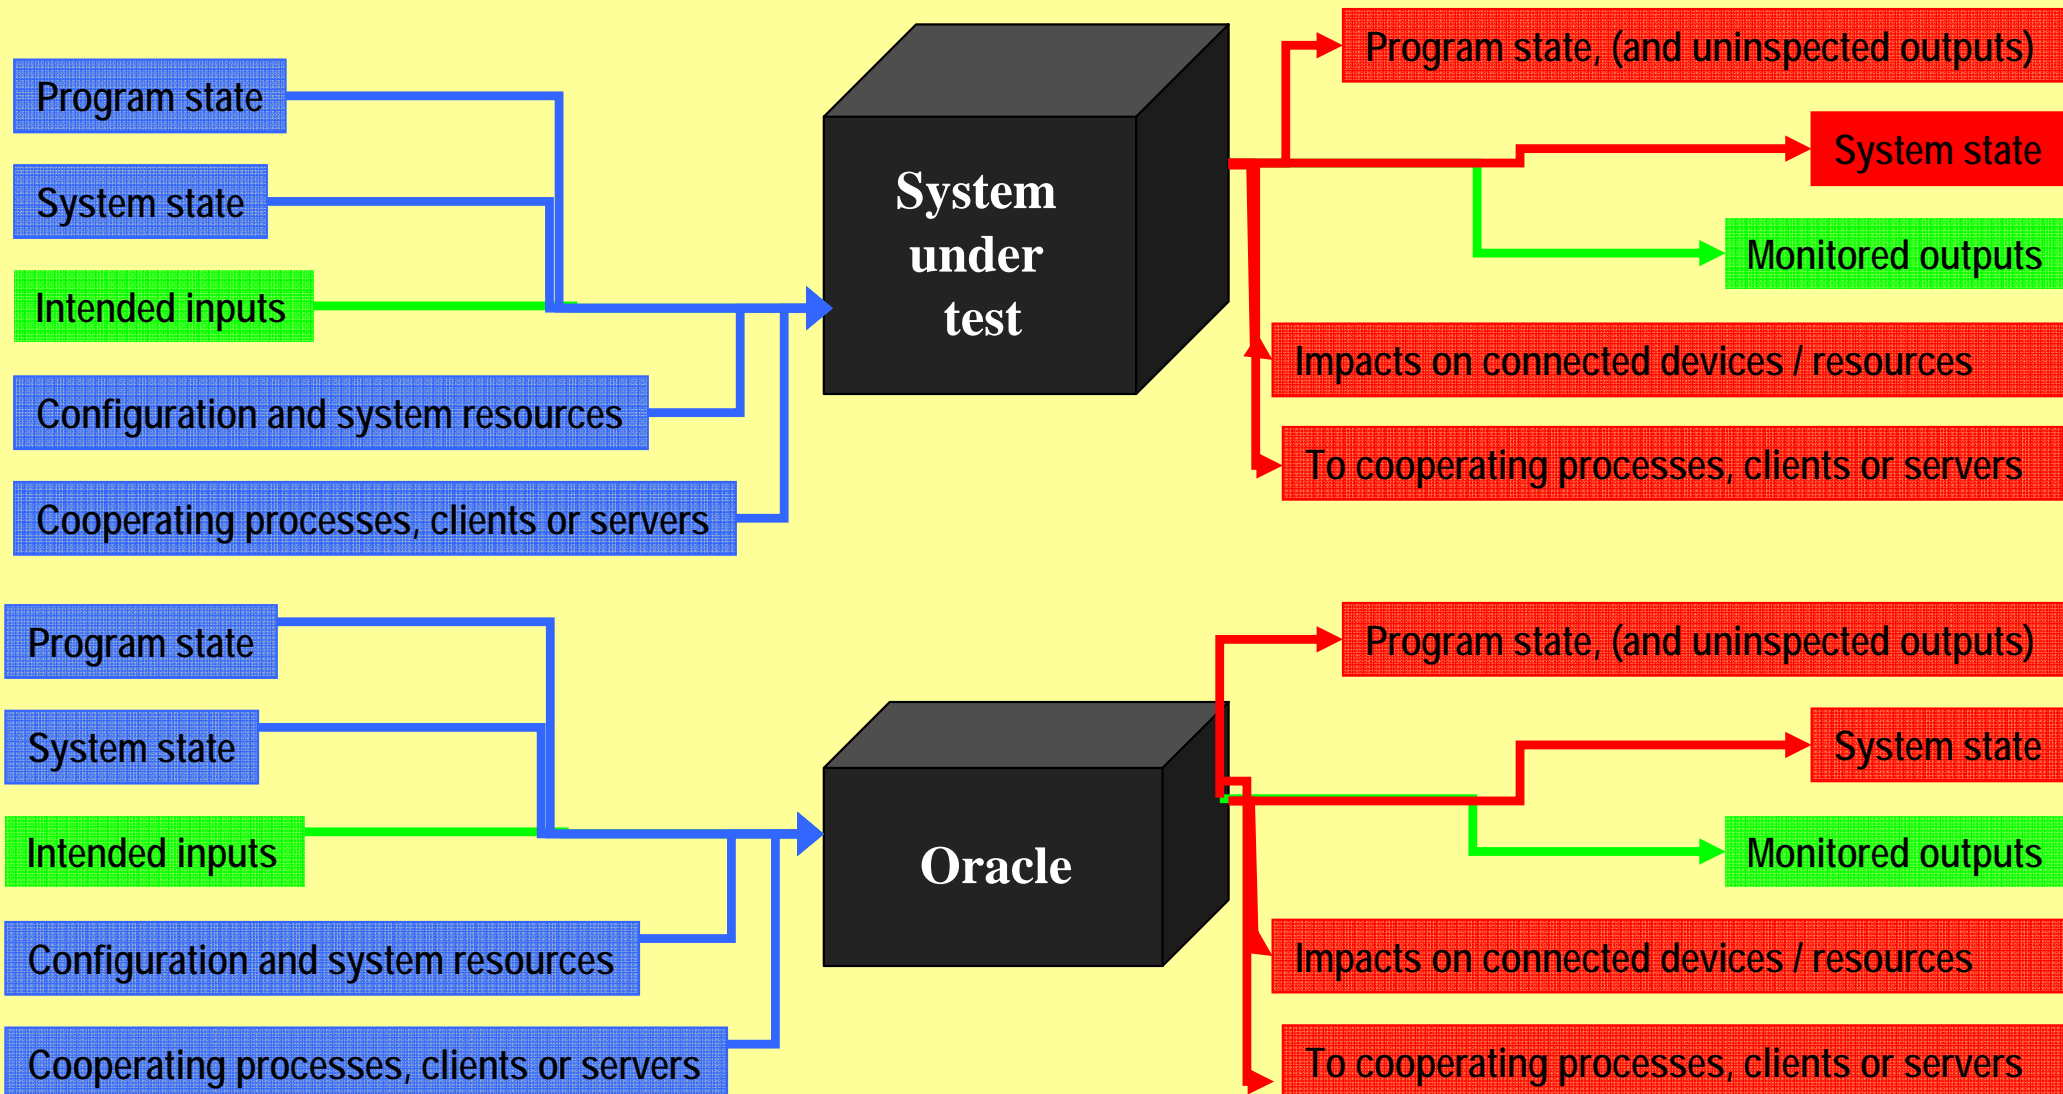 Program state
System state
Intended inputs
Configuration and system resources
Cooperating processes, clients or servers
System
under
test
Program state, (and uninspected outputs)
System state
Monitored outputs
Impacts on connected devices / resources
To cooperating processes, clients or servers
Program state
System state
Intended inputs
Configuration and system resources
Cooperating processes, clients or servers
Oracle
Program state, (and uninspected outputs)
System state
Monitored outputs
Impacts on connected devices / resources
To cooperating processes, clients or servers